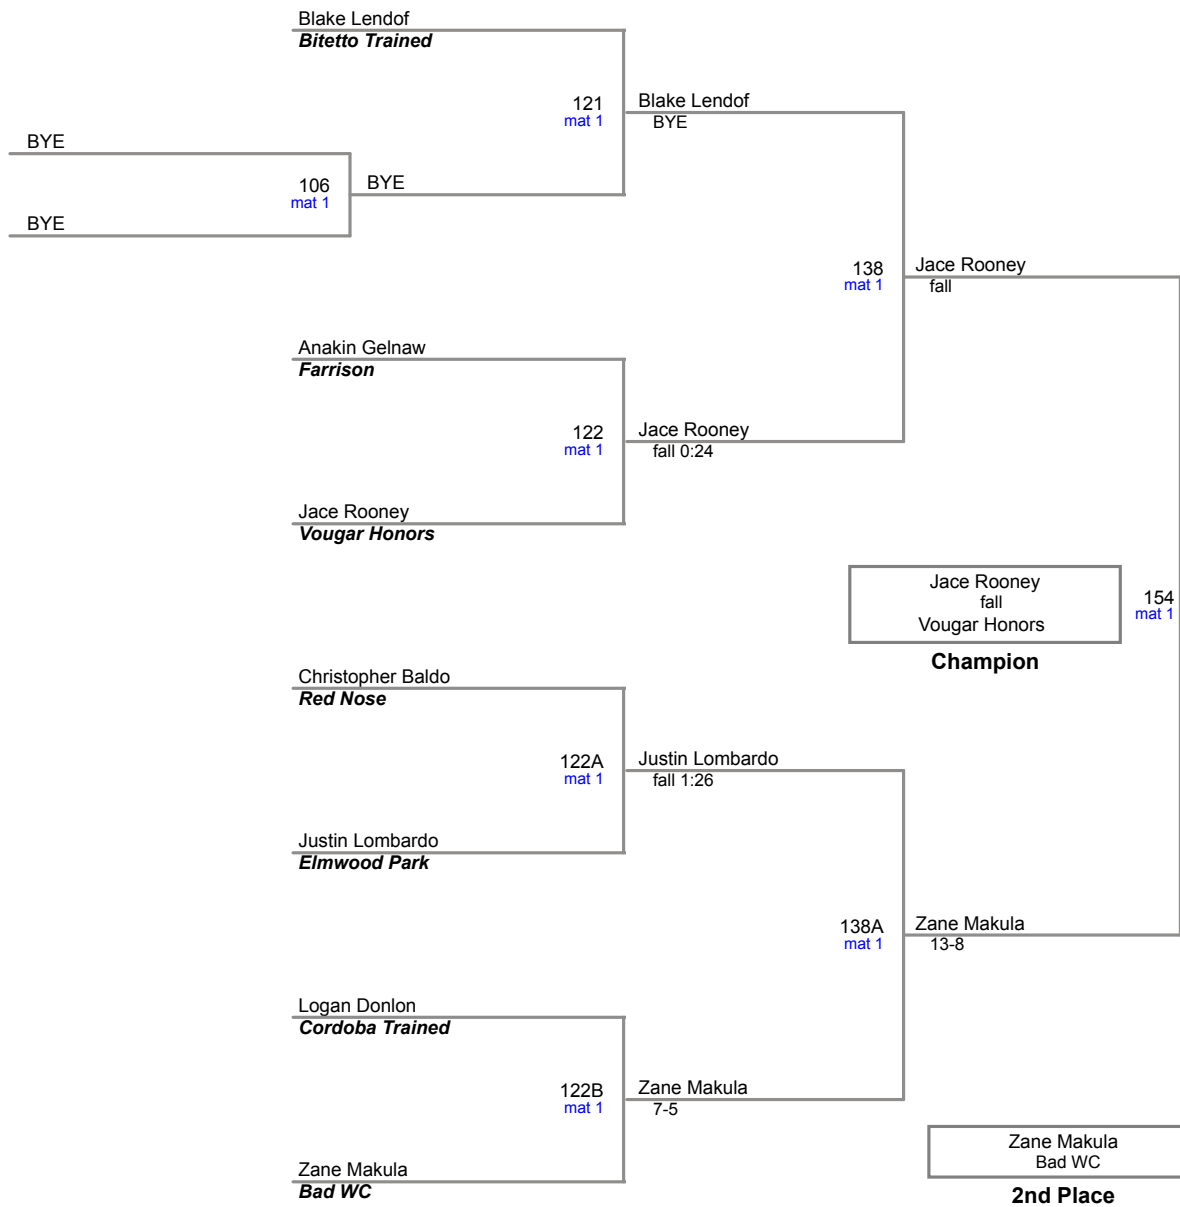 Blake Lendof
Bitetto Trained
121
mat 1
Blake Lendof
BYE
BYE
106
mat 1
BYE
BYE
138
mat 1
Jace Rooney
fall
Anakin Gelnaw
Farrison
122
mat 1
Jace Rooney
fall 0:24
Jace Rooney
Vougar Honors
Jace Rooney
fall
Vougar Honors
154
mat 1
Champion
Christopher Baldo
Red Nose
122A
mat 1
Justin Lombardo
fall 1:26
Justin Lombardo
Elmwood Park
138A
mat 1
Zane Makula
13-8
Logan Donlon
Cordoba Trained
122B
mat 1
Zane Makula
7-5
Zane Makula
Bad WC
Zane Makula
Bad WC
2nd Place